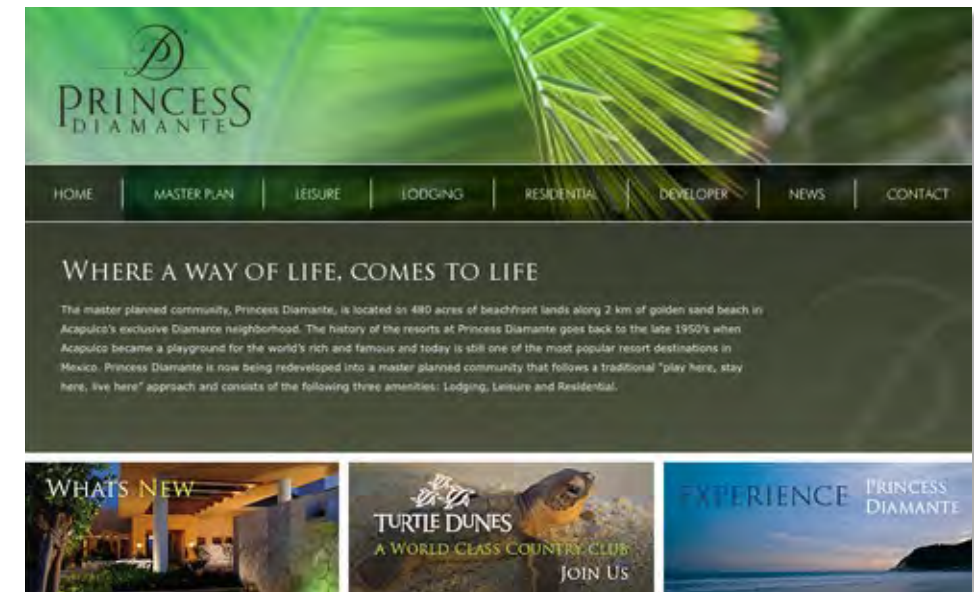 PRINCESS
DIAMANTE
HOME
MASTER PLAN
LEISURE
LODGING
RESIDENTIAL
DEVELOPER
NEWS
CONTACT
WHERE A WAY OF LIFE, COMES TO LIFE
The master planned community, Princess Diamante, is located on 480 acres of beachfront lands along 2 km of golden sand beach in
Acapulco's exclusive Diamance neighborhood. The history of the resorts at Princess Diamante goes back to the late 1950's when
Acapulco became a playground for the world's rich and famous and today is still one of the most popular resort destinations in
Mexico. Princess Diamante is now being redeveloped into a master planned community that follows a traditional "play here, stay
here, live here" approach and consists of the following three amenities: Lodging, Leisure and Residential.
WHATS NEW
TURTLE DUNES
A WORLD CLASS COUNTRY CLUB
JOIN US
EXPERIENCE PRINCESS
DIAMANTE